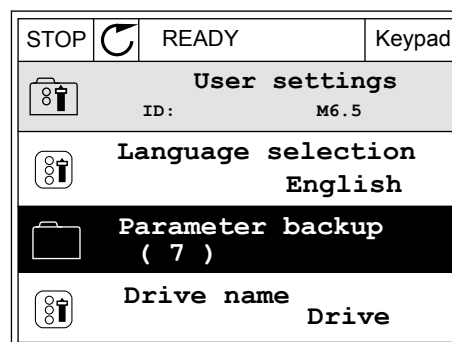 STOP READY Keypad
User settings
ID: M6.5
Language selection
English
Parameter backup
( 7 )
Drive name
Drive